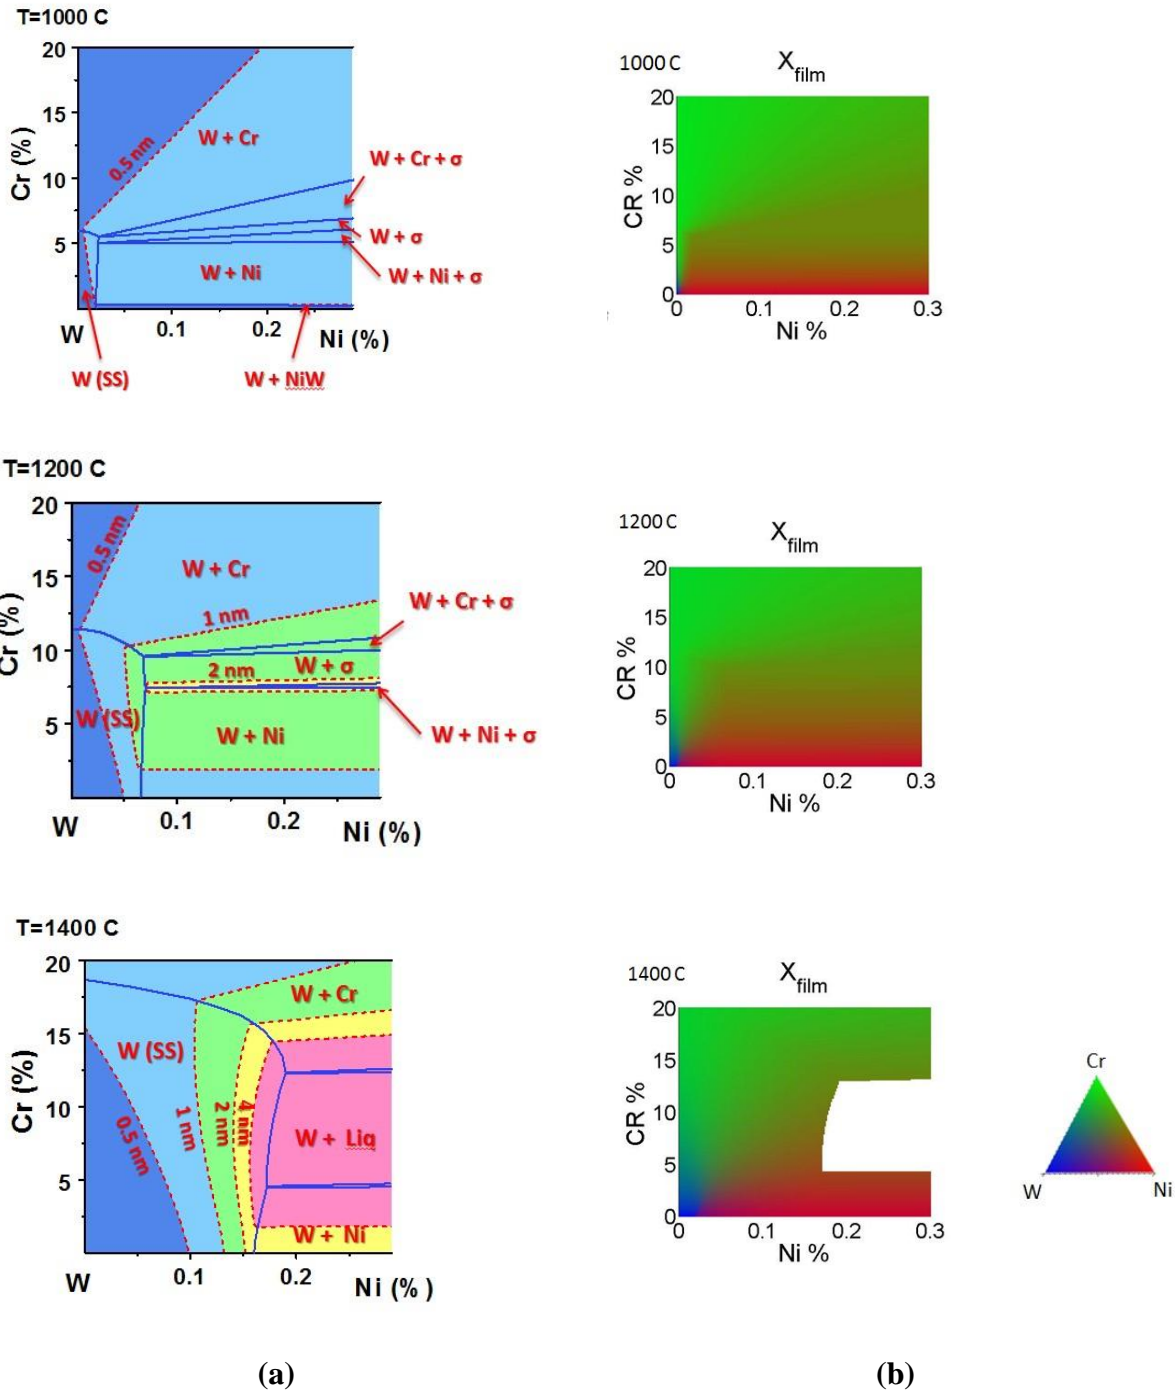 T=1000 C
20
15
10
5
Cr (%)
0.5 nm
W + Cr
W + Cr + σ
W + σ
W + Ni + σ
W + Ni
W
0.1
0.2
Ni (%)
W (SS)
W + NiW
1000 C
X film
20
15
10
5
0
CR %
0
0.1
0.2
0.3
Ni %
T=1200 C
20
15
10
5
Cr (%)
0.5 nm
W + Cr
1 nm
W + Cr + σ
2 nm
W + σ
W (SS)
W + Ni
W + Ni + σ
W
0.1
0.2
Ni (%)
1200 C
X film
20
15
10
5
0
CR %
0
0.1
0.2
0.3
Ni %
T=1400 C
20
15
10
5
Cr (%)
W + Cr
W (SS)
0.5 nm
1 nm
2 nm
4 nm
W + Liq
W + Ni
W
0.1
0.2
Ni (%)
1400 C
X film
20
15
10
5
0
CR %
0
0.1
0.2
0.3
Ni %
Cr
W
Ni
(a)
(b)